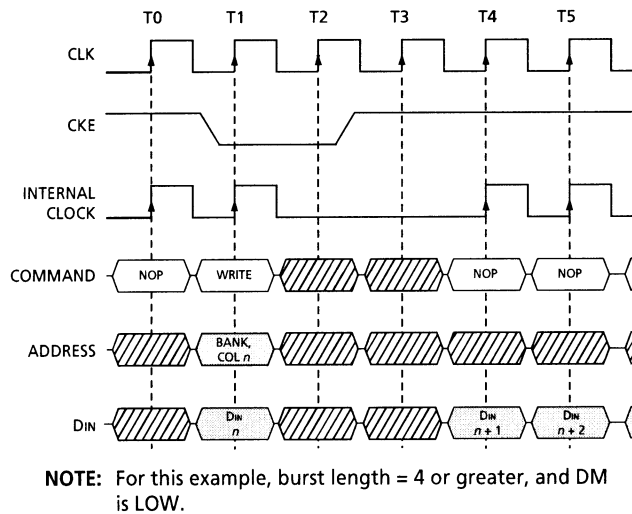 T0 T1 T2 T3 T4 T5
CLK
CKE
INTERNAL
CLOCK
COMMAND NOP WRITE NOP NOP
ADDRESS BANK,
COL n
DIN DIN
n DIN
n + 1 DIN
n + 2
NOTE: For this example, burst length = 4 or greater, and DM
is LOW.